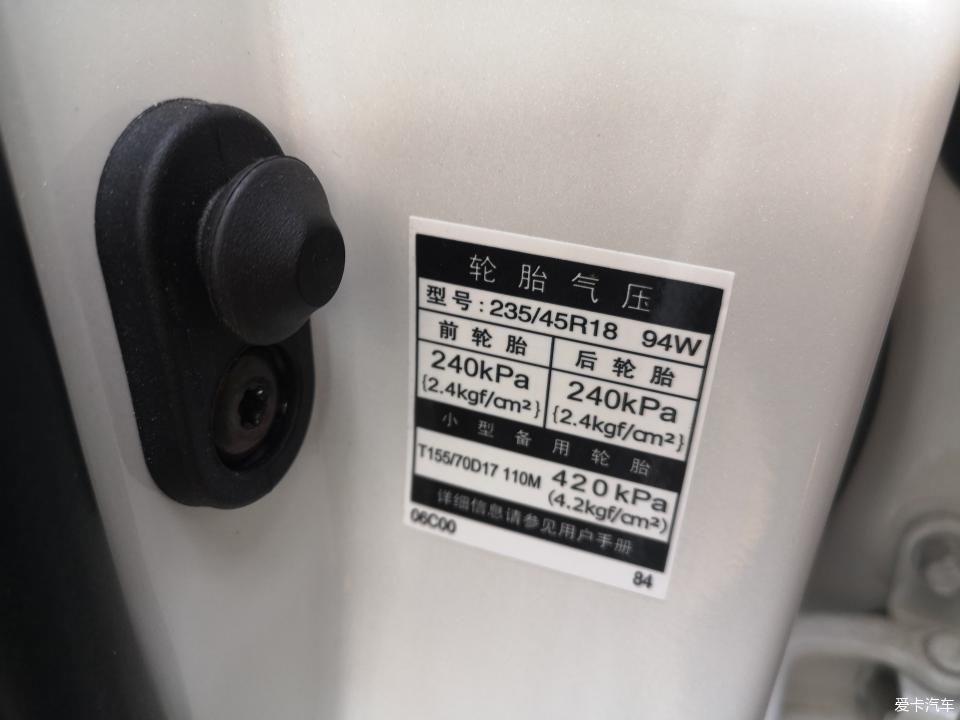 轮胎气压
型号:235/45R18 94W
前轮胎 后轮胎
240kPa 240kPa
{2.4kgf/cm²} {2.4kgf/cm²}
小型备用轮胎
T155/70D17 110M 420kPa
(4.2kgf/cm²)
详细信息请参见用户手册
06C00 84
爱卡汽车